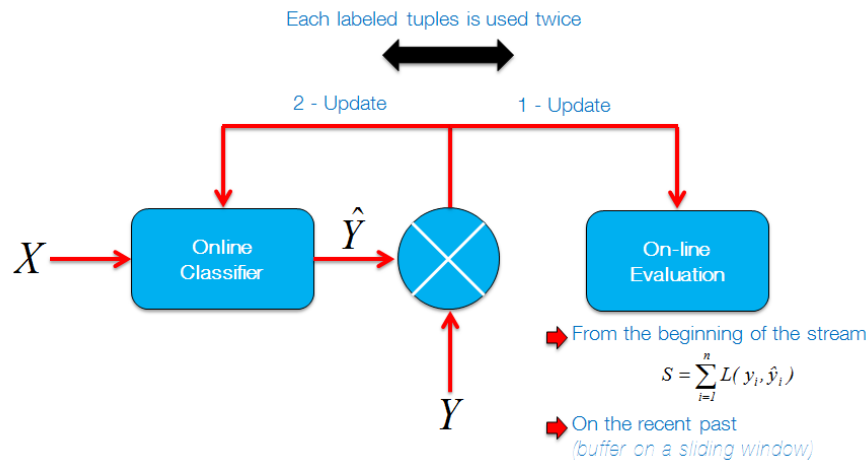 Each labeled tuples is used twice
2 - Update
1 - Update
X
Online
Classifier
Ŷ
On-line
Evaluation
Y
From the beginning of the stream
S = ∑_{i=1}^{n} L( y_i , ŷ_i )
On the recent past
(buffer on a sliding window)